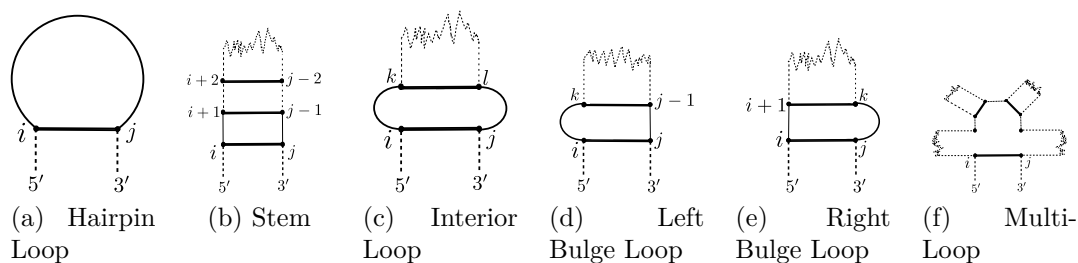 i j
5′ 3′
(a) Hairpin
Loop
i+2 j−2
i+1 j−1
i j
5′ 3′
(b) Stem
k l
i j
5′ 3′
(c) Interior
Loop
k j−1
i j
5′ 3′
(d) Left
Bulge Loop
i+1 k
i j
5′ 3′
(e) Right
Bulge Loop
i j
5′ 3′
(f) Multi-
Loop